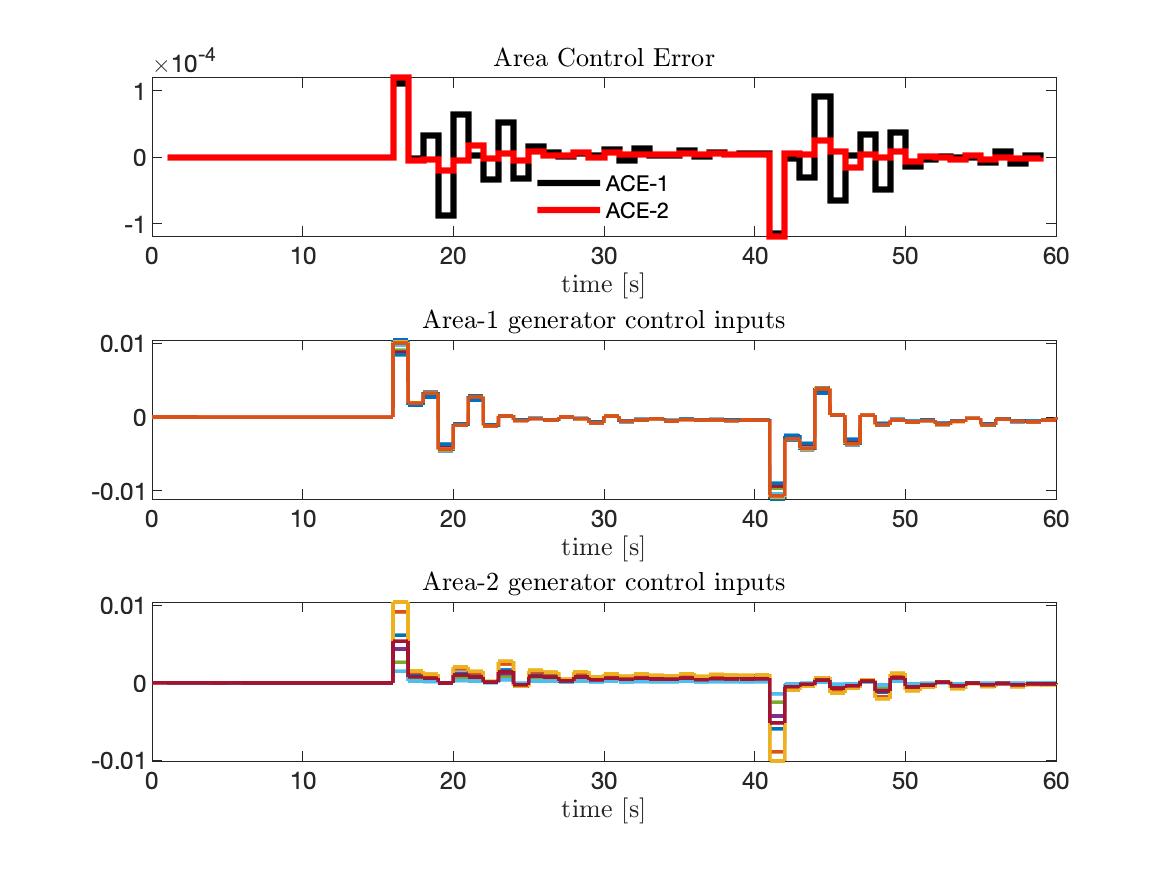 Area Control Error
×10-4
1
0
-1
ACE-1
ACE-2
0 10 20 30 40 50 60
time [s]
Area-1 generator control inputs
0.01
0
-0.01
0 10 20 30 40 50 60
time [s]
Area-2 generator control inputs
0.01
0
-0.01
0 10 20 30 40 50 60
time [s]